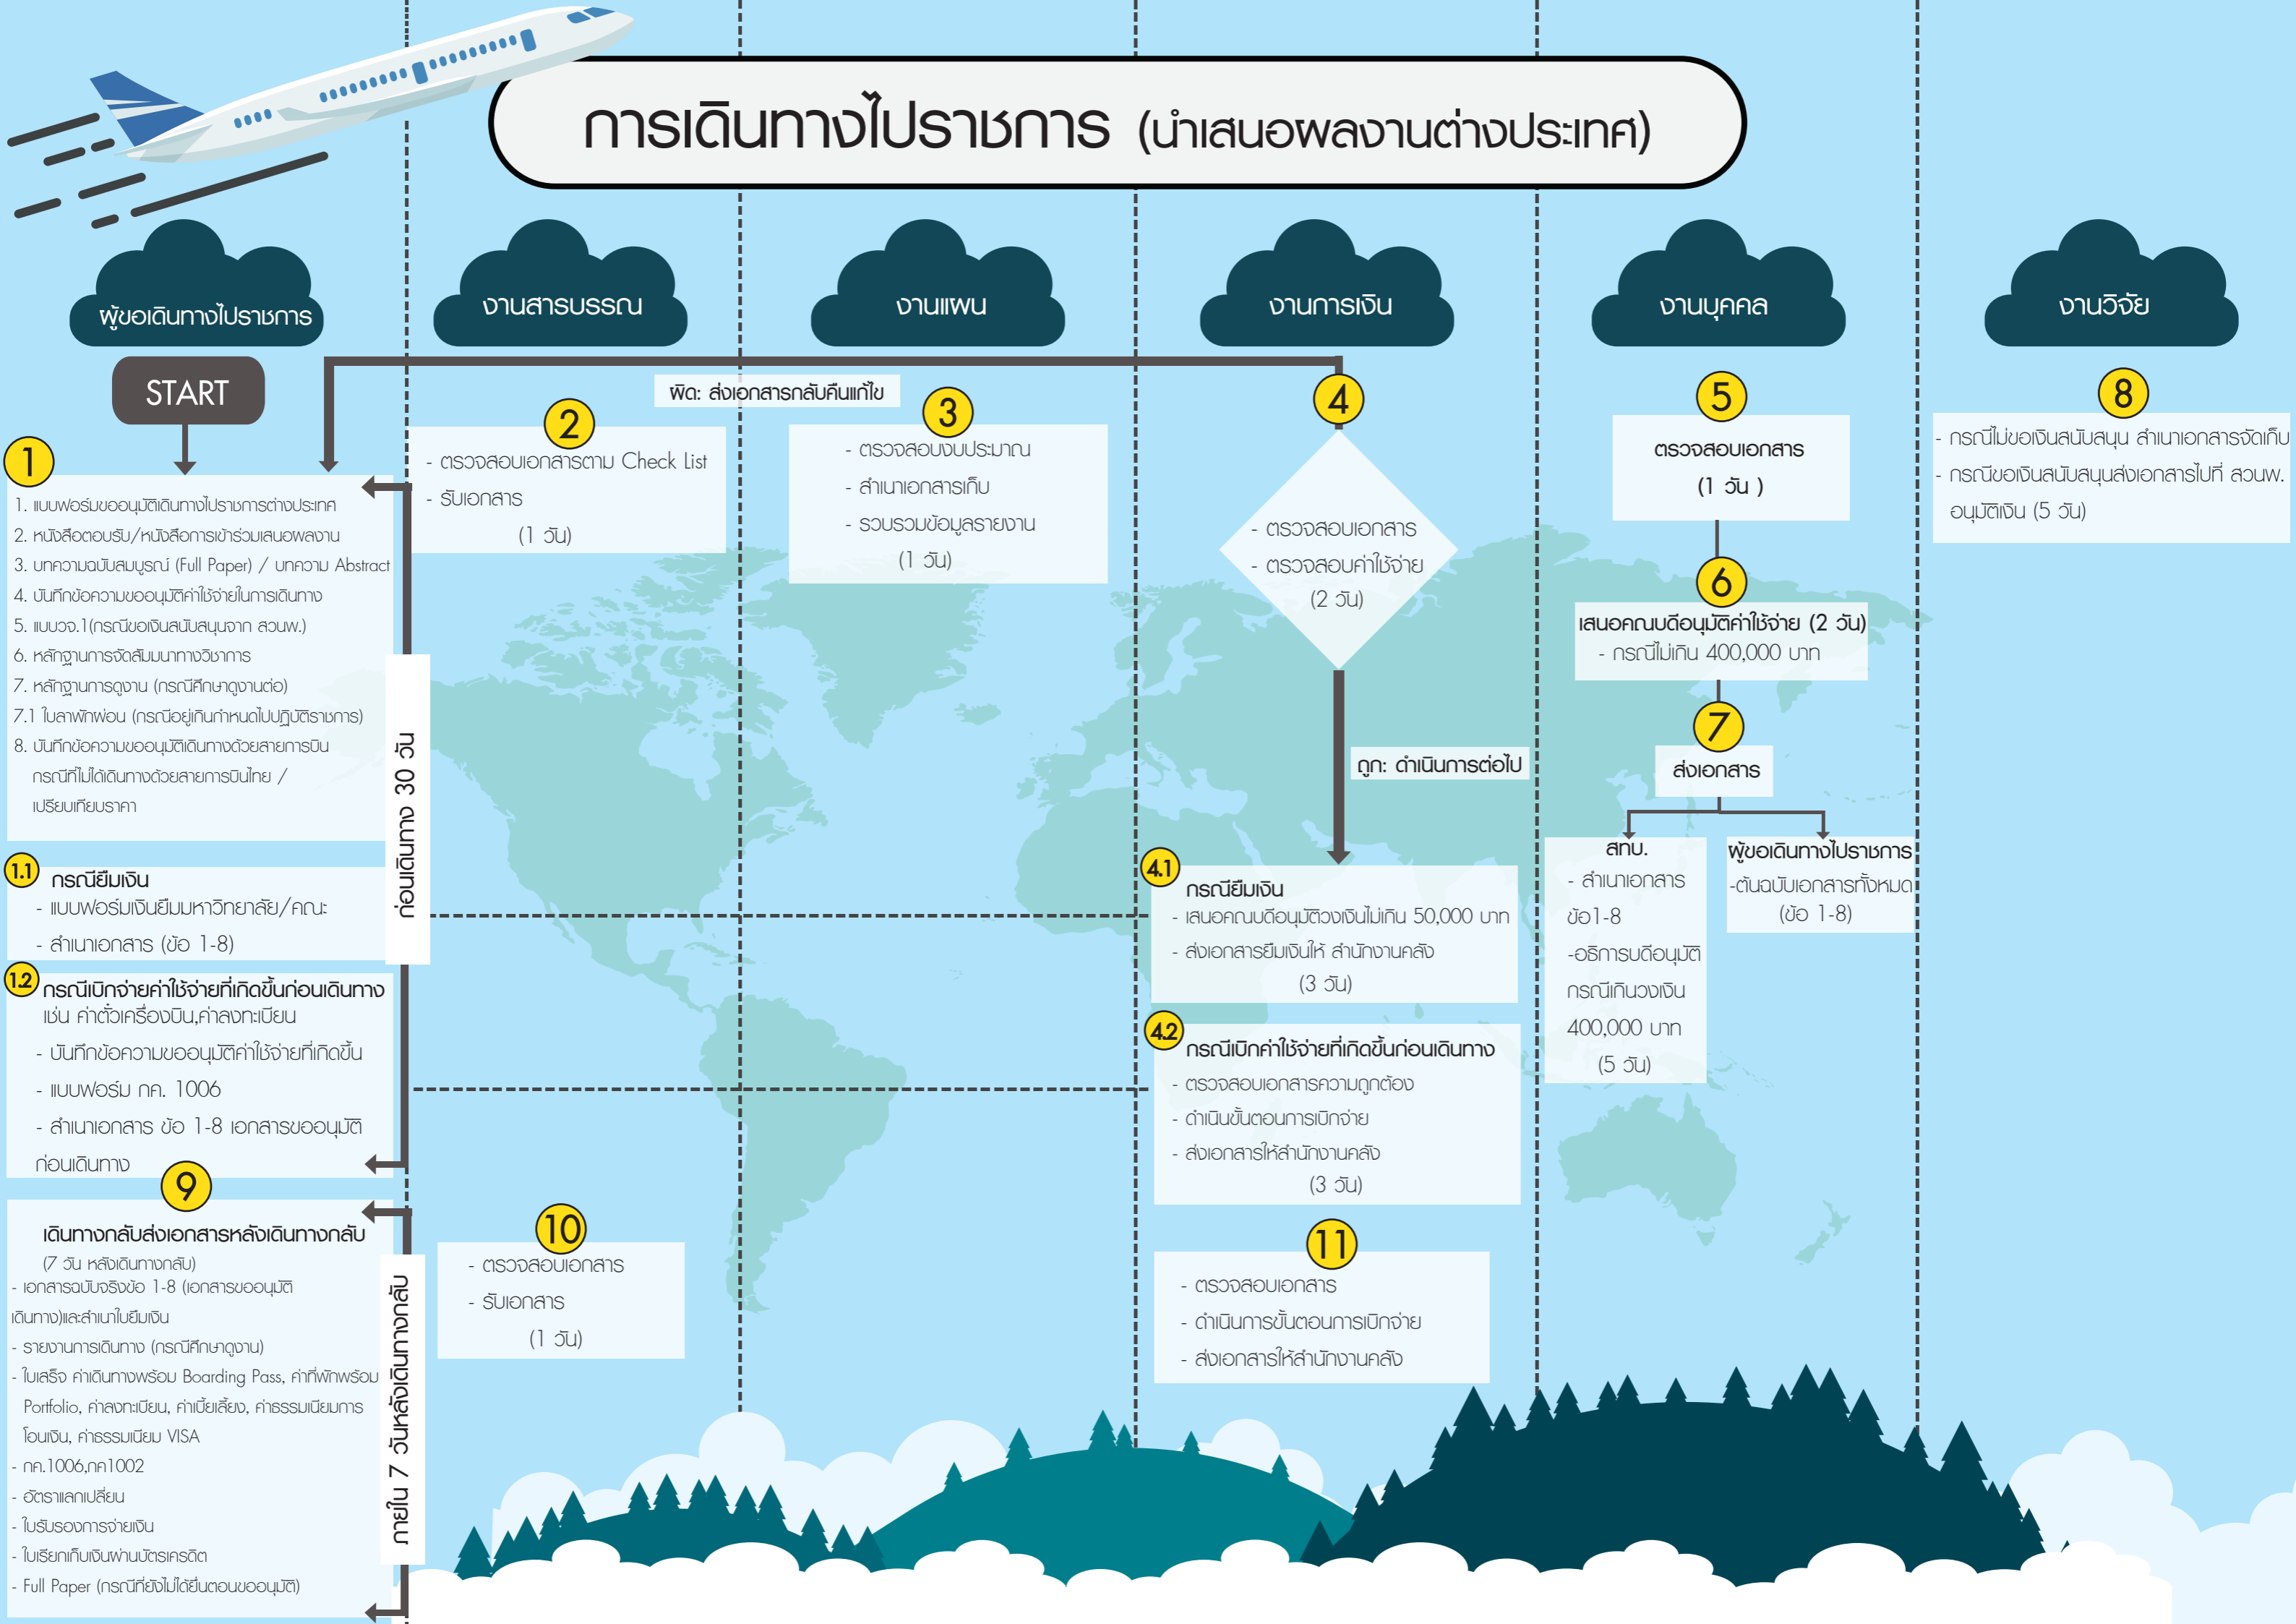 การเดินทางไปราชการ (นำเสนอผลงานต่างประเทศ)
ผู้ขอเดินทางไปราชการ
งานสารบรรณ
งานแผน
งานการเงิน
งานบุคคล
งานวิจัย
START
ผิด: ส่งเอกสารกลับคืนแก้ไข
1
1. แบบฟอร์มขออนุมัติเดินทางไปราชการต่างประเทศ
2. หนังสือตอบรับ/หนังสือการเข้าร่วมเสนอผลงาน
3. บทความฉบับสมบูรณ์ (Full Paper) / บทความ Abstract
4. บันทึกข้อความขออนุมัติค่าใช้จ่ายในการเดินทาง
5. แบบวจ.1(กรณีขอเงินสนับสนุนจาก สวนพ.)
6. หลักฐานการจัดสัมมนาทางวิชาการ
7. หลักฐานการดูงาน (กรณีศึกษาดูงานต่อ)
7.1 ใบลาพักผ่อน (กรณีอยู่เกินกำหนดไปปฏิบัติราชการ)
8. บันทึกข้อความขออนุมัติเดินทางด้วยสายการบิน
กรณีที่ไม่ได้เดินทางด้วยสายการบินไทย /
เปรียบเทียบราคา
1.1
กรณียืมเงิน
- แบบฟอร์มเงินยืมมหาวิทยาลัย/คณะ
- สำเนาเอกสาร (ข้อ 1-8)
1.2
กรณีเบิกจ่ายค่าใช้จ่ายที่เกิดขึ้นก่อนเดินทาง
เช่น ค่าตั๋วเครื่องบิน,ค่าลงทะเบียน
- บันทึกข้อความขออนุมัติค่าใช้จ่ายที่เกิดขึ้น
- แบบฟอร์ม กค. 1006
- สำเนาเอกสาร ข้อ 1-8 เอกสารขออนุมัติ
ก่อนเดินทาง
ก่อนเดินทาง 30 วัน
2
- ตรวจสอบเอกสารตาม Check List
- รับเอกสาร
(1 วัน)
3
- ตรวจสอบงบประมาณ
- สำเนาเอกสารเก็บ
- รวบรวมข้อมูลรายงาน
(1 วัน)
4
- ตรวจสอบเอกสาร
- ตรวจสอบค่าใช้จ่าย
(2 วัน)
ถูก: ดำเนินการต่อไป
4.1
กรณียืมเงิน
- เสนอคณบดีอนุมัติวงเงินไม่เกิน 50,000 บาท
- ส่งเอกสารยืมเงินให้ สำนักงานคลัง
(3 วัน)
4.2
กรณีเบิกค่าใช้จ่ายที่เกิดขึ้นก่อนเดินทาง
- ตรวจสอบเอกสารความถูกต้อง
- ดำเนินขั้นตอนการเบิกจ่าย
- ส่งเอกสารให้สำนักงานคลัง
(3 วัน)
5
ตรวจสอบเอกสาร
(1 วัน )
6
เสนอคณบดีอนุมัติค่าใช้จ่าย (2 วัน)
- กรณีไม่เกิน 400,000 บาท
7
ส่งเอกสาร
สทบ.
- สำเนาเอกสาร
ข้อ1-8
-อธิการบดีอนุมัติ
กรณีเกินวงเงิน
400,000 บาท
(5 วัน)
ผู้ขอเดินทางไปราชการ
-ต้นฉบับเอกสารทั้งหมด
(ข้อ 1-8)
8
- กรณีไม่ขอเงินสนับสนุน สำเนาเอกสารจัดเก็บ
- กรณีขอเงินสนับสนุนส่งเอกสารไปที่ สวนพ.
อนุมัติเงิน (5 วัน)
9
เดินทางกลับส่งเอกสารหลังเดินทางกลับ
(7 วัน หลังเดินทางกลับ)
- เอกสารฉบับจริงข้อ 1-8 (เอกสารขออนุมัติ
เดินทาง)และสำเนาใบยืมเงิน
- รายงานการเดินทาง (กรณีศึกษาดูงาน)
- ใบเสร็จ ค่าเดินทางพร้อม Boarding Pass, ค่าที่พักพร้อม
Portfolio, ค่าลงทะเบียน, ค่าเบี้ยเลี้ยง, ค่าธรรมเนียมการ
โอนเงิน, ค่าธรรมเนียม VISA
- กค.1006,กค1002
- อัตราแลกเปลี่ยน
- ใบรับรองการจ่ายเงิน
- ใบเรียกเก็บเงินผ่านบัตรเครดิต
- Full Paper (กรณีที่ยังไม่ได้ยื่นตอนขออนุมัติ)
ภายใน 7 วันหลังเดินทางกลับ
10
- ตรวจสอบเอกสาร
- รับเอกสาร
(1 วัน)
11
- ตรวจสอบเอกสาร
- ดำเนินการขั้นตอนการเบิกจ่าย
- ส่งเอกสารให้สำนักงานคลัง